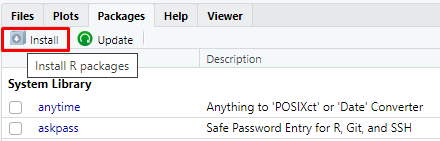 Files Plots Packages Help Viewer
Install Update
Install R packages
Description
System Library
anytime Anything to 'POSIXct' or 'Date' Converter
askpass Safe Password Entry for R, Git, and SSH